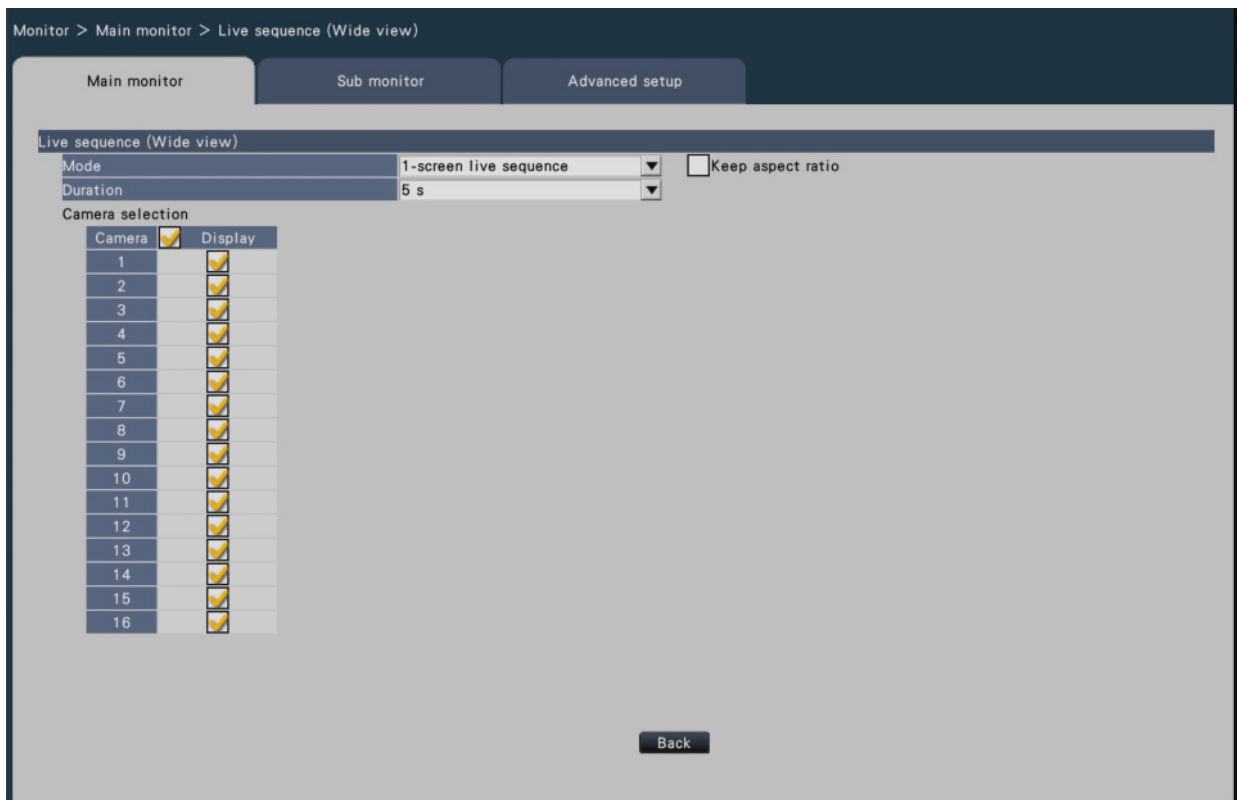 Monitor > Main monitor > Live sequence (Wide view)
Main monitor Sub monitor Advanced setup
Live sequence (Wide view)
Mode 1-screen live sequence Keep aspect ratio
Duration 5 s
Camera selection
Camera Display
1
2
3
4
5
6
7
8
9
10
11
12
13
14
15
16
Back